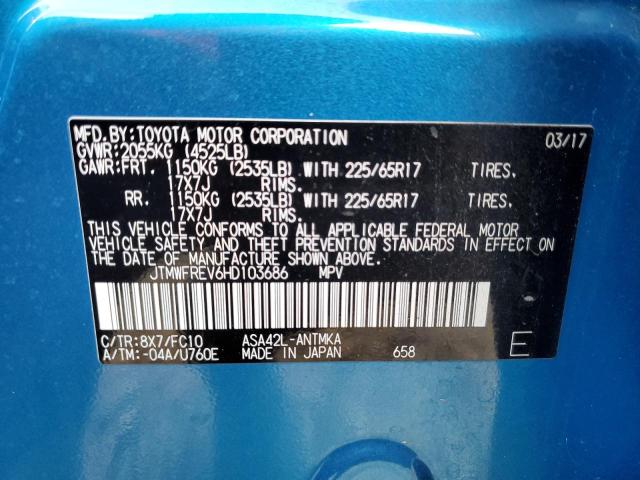 MFD.BY:TOYOTA MOTOR CORPORATION 03/17
GVWR:2055KG (4525LB)
GAWR:FRT. 1150KG (2535LB) WITH 225/65R17 TIRES.
17X7J RIMS.
RR. 1150KG (2535LB) WITH 225/65R17 TIRES.
17X7J RIMS.
THIS VEHICLE CONFORMS TO ALL APPLICABLE FEDERAL MOTOR
VEHICLE SAFETY AND THEFT PREVENTION STANDARDS IN EFFECT ON
THE DATE OF MANUFACTURE SHOWN ABOVE.
JTMWFREV6HD103686 MPV
C/TR:8X7/FC10 ASA42L-ANTMKA
A/TM:-04A/U760E MADE IN JAPAN 658 E